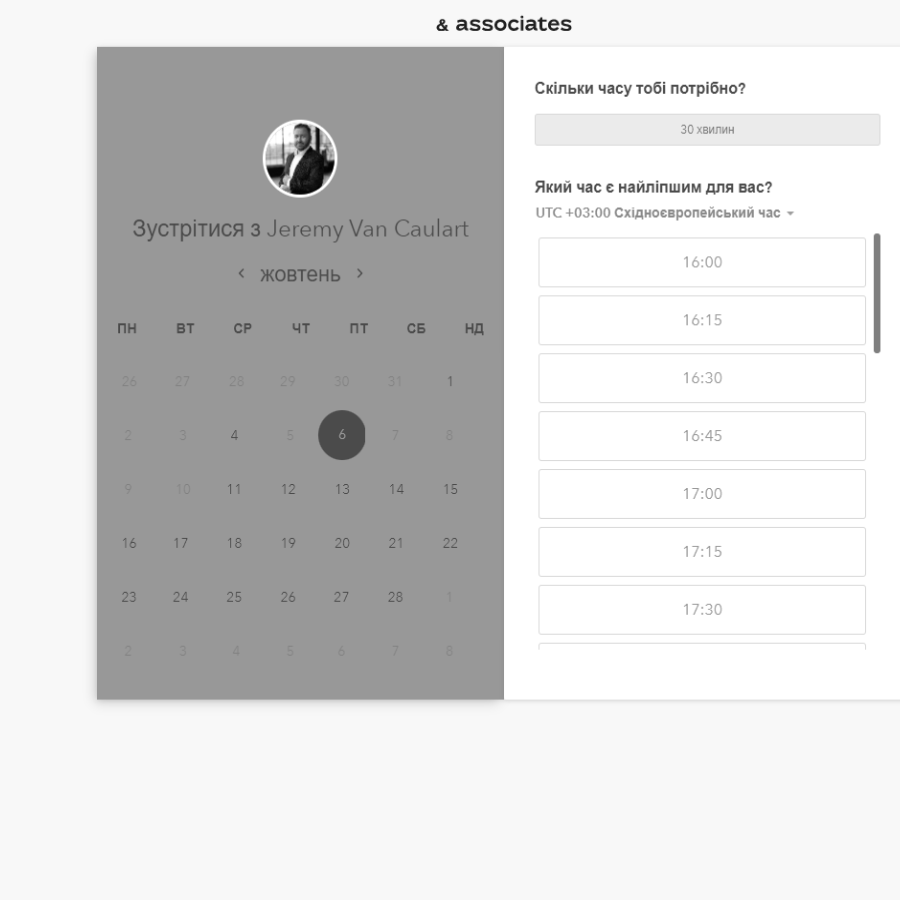 & associates
Зустрітися з Jeremy Van Caulart
жовтень
ПН ВТ СР ЧТ ПТ СБ НД
26 27 28 29 30 31 1
2 3 4 5 6 7 8
9 10 11 12 13 14 15
16 17 18 19 20 21 22
23 24 25 26 27 28 1
2 3 4 5 6 7 8
Скільки часу тобі потрібно?
30 хвилин
Який час є найліпшим для вас?
UTC +03:00 Східноєвропейський час
16:00
16:15
16:30
16:45
17:00
17:15
17:30